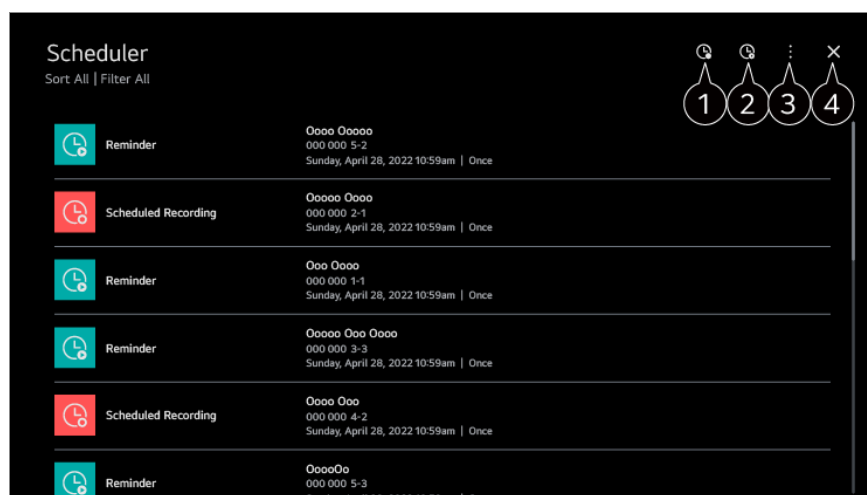 Scheduler
Sort All | Filter All
1 2 3 4
Reminder
Oooo Ooooo
000 000 5-2
Sunday, April 28, 2022 10:59am | Once
Scheduled Recording
Ooooo Oooo
000 000 2-1
Sunday, April 28, 2022 10:59am | Once
Reminder
Ooo Oooo
000 000 1-1
Sunday, April 28, 2022 10:59am | Once
Reminder
Ooooo Ooo Oooo
000 000 3-3
Sunday, April 28, 2022 10:59am | Once
Scheduled Recording
Oooo Ooo
000 000 4-2
Sunday, April 28, 2022 10:59am | Once
Reminder
OoooOo
000 000 5-3